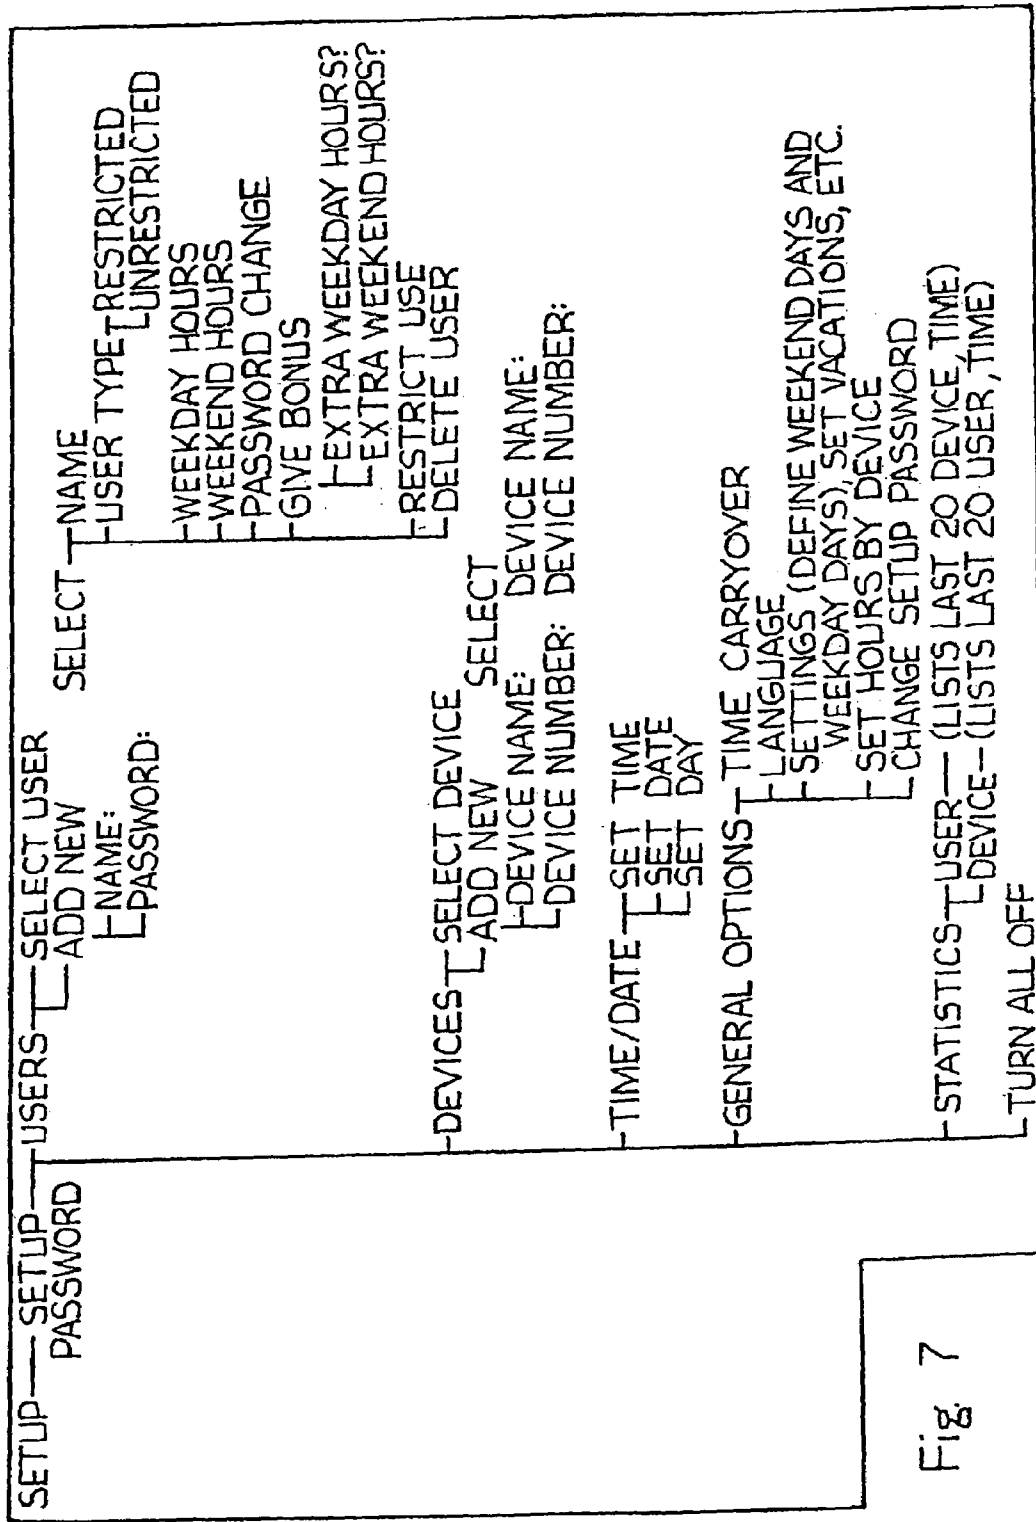 SETUP — SETUP PASSWORD
USERS
SELECT USER
ADD NEW
NAME:
PASSWORD:
SELECT
NAME
USER TYPE
RESTRICTED
UNRESTRICTED
WEEKDAY HOURS
WEEKEND HOURS
PASSWORD CHANGE
GIVE BONUS
EXTRA WEEKDAY HOURS?
EXTRA WEEKEND HOURS?
RESTRICT USE
DELETE USER
DEVICES
SELECT DEVICE
ADD NEW
DEVICE NAME:
DEVICE NUMBER:
SELECT
DEVICE NAME:
DEVICE NUMBER:
TIME/DATE
SET TIME
SET DATE
SET DAY
GENERAL OPTIONS
TIME CARRYOVER
LANGUAGE
SETTINGS (DEFINE WEEKEND DAYS AND
WEEKDAY DAYS), SET VACATIONS, ETC.
SET HOURS BY DEVICE
CHANGE SETUP PASSWORD
STATISTICS
USER — (LISTS LAST 20 DEVICE, TIME)
DEVICE — (LISTS LAST 20 USER, TIME)
TURN ALL OFF
Fig. 7